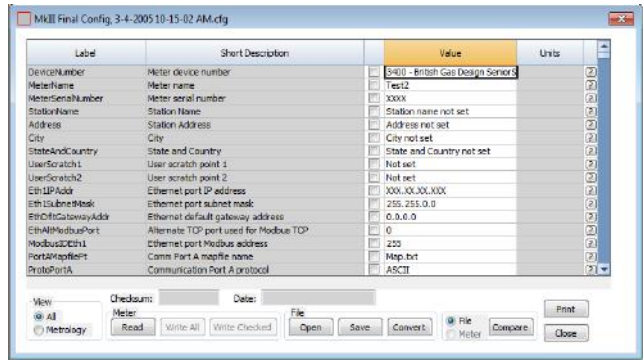 MkIII Final Config, 3-4-2005 10-15-02 AM.cfg
Label Short Description Value Units
DeviceNumber Meter device number 3400 - British Gas Design SeniorS
MeterName Meter name Test2
MeterSerialNumber Meter serial number XXXX
StationName Station Name Station name not set
Address Station Address Address not set
City City City not set
StateAndCountry State and Country State and Country not set
UserScratch1 User scratch point 1 Not set
UserScratch2 User scratch point 2 Not set
Eth1IPAddr Ethernet port IP address XXX.XX.XX.XXX
Eth1SubnetMask Ethernet port subnet mask 255.255.0.0
EthDfltGatewayAddr Ethernet default gateway address 0.0.0.0
EthAltModbusPort Alternate TCP port used for Modbus TCP 0
ModbusIDEth1 Ethernet port Modbus address 255
PortAMapfilePt Comm Port A mapfile name Map.txt
ProtoPortA Communication Port A protocol ASCII
View Checksum: Date:
All Meter File File Print
Metrology Read Write All Write Checked Open Save Convert Meter Compare Close